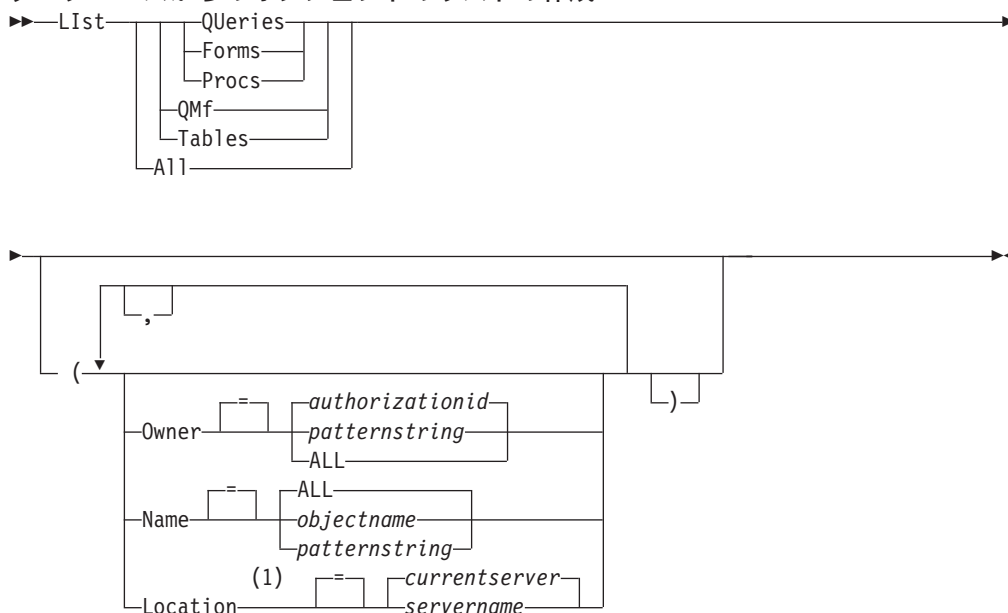 LIst
QUeries
Forms
Procs
QMf
Tables
All
,
(
)
Owner = authorizationid
patternstring
ALL
Name = ALL
objectname
patternstring
(1)
Location = currentserver
servername